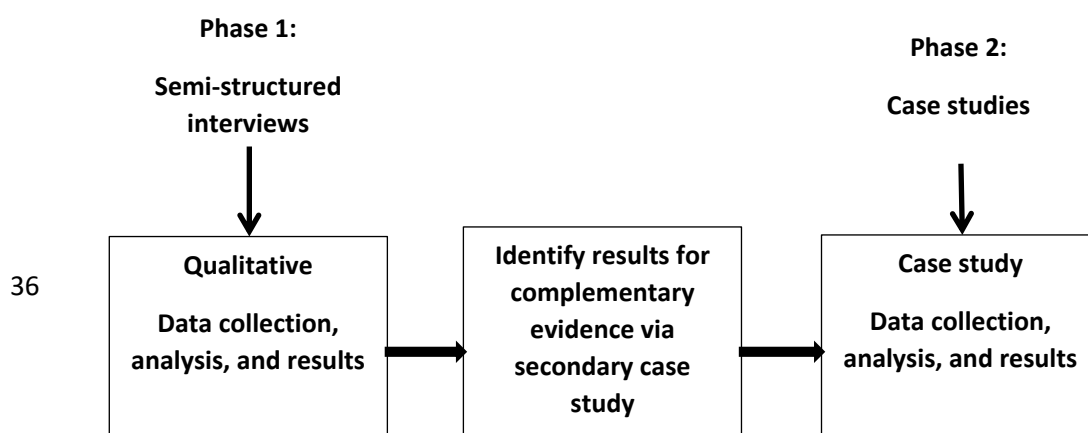 Phase 1:
Semi-structured
interviews
Phase 2:
Case studies
36
Qualitative
Data collection,
analysis, and results
Identify results for
complementary
evidence via
secondary case
study
Case study
Data collection,
analysis, and results